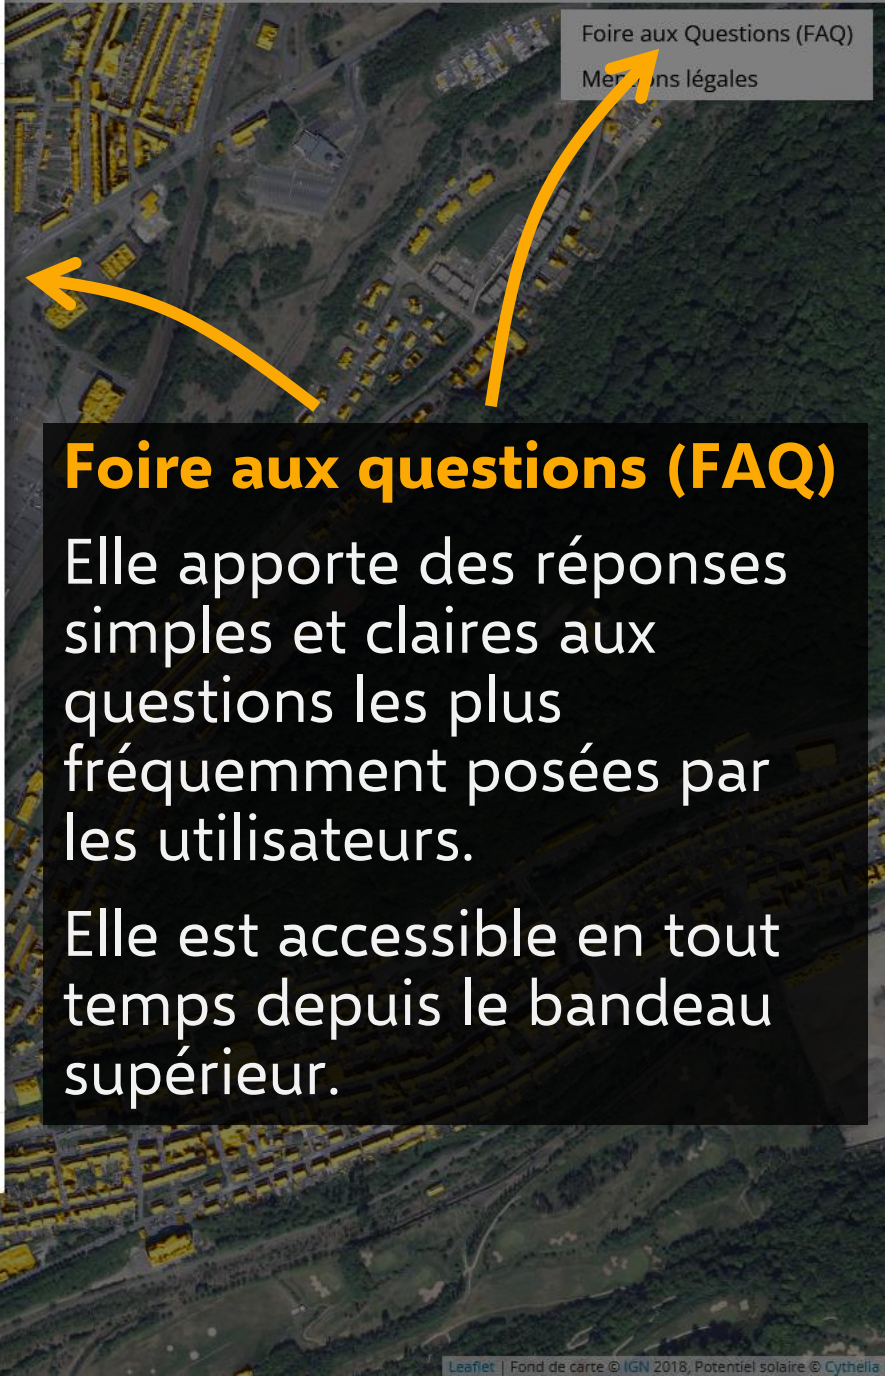 Foire aux Questions (FAQ)
Mentions légales
Foire aux questions (FAQ)
Elle apporte des réponses
simples et claires aux
questions les plus
fréquemment posées par
les utilisateurs.
Elle est accessible en tout
temps depuis le bandeau
supérieur.
Leaflet | Fond de carte © IGN 2018, Potentiel solaire © Cythelia